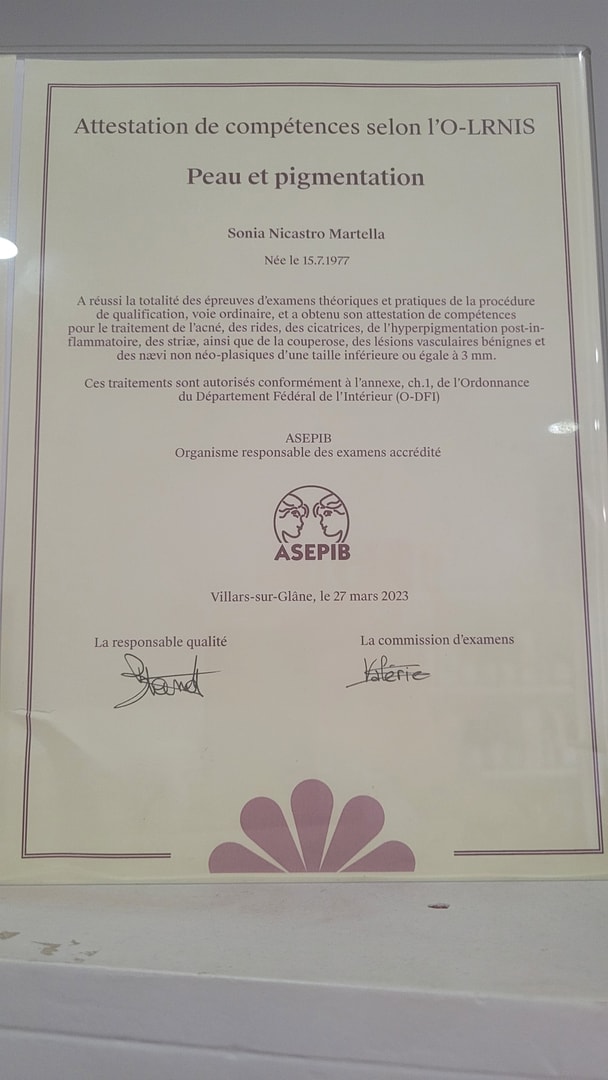 Attestation de compétences selon l'O-LRNIS
Peau et pigmentation
Sonia Nicastro Martella
Née le 15.7.1977
A réussi la totalité des épreuves d'examens théoriques et pratiques de la procédure
de qualification, voie ordinaire, et a obtenu son attestation de compétences
pour le traitement de l'acné, des rides, des cicatrices, de l'hyperpigmentation post-in-
flammatoire, des striæ, ainsi que de la couperose, des lésions vasculaires bénignes et
des nævi non néo-plasiques d'une taille inférieure ou égale à 3 mm.
Ces traitements sont autorisés conformément à l'annexe, ch.1, de l'Ordonnance
du Département Fédéral de l'Intérieur (O-DFI)
ASEPIB
Organisme responsable des examens accrédité
ASEPIB
Villars-sur-Glâne, le 27 mars 2023
La responsable qualité
La commission d'examens
Valérie